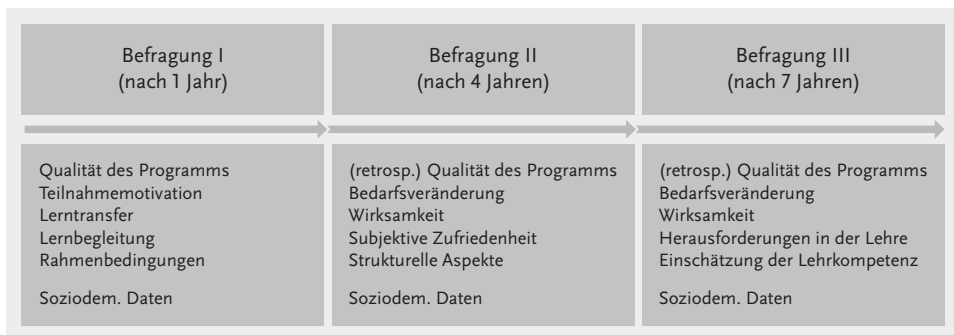 Befragung I
(nach 1 Jahr)
Befragung II
(nach 4 Jahren)
Befragung III
(nach 7 Jahren)
Qualität des Programms
Teilnahmemotivation
Lerntransfer
Lernbegleitung
Rahmenbedingungen
Soziodem. Daten
(retrosp.) Qualität des Programms
Bedarfsveränderung
Wirksamkeit
Subjektive Zufriedenheit
Strukturelle Aspekte
Soziodem. Daten
(retrosp.) Qualität des Programms
Bedarfsveränderung
Wirksamkeit
Herausforderungen in der Lehre
Einschätzung der Lehrkompetenz
Soziodem. Daten